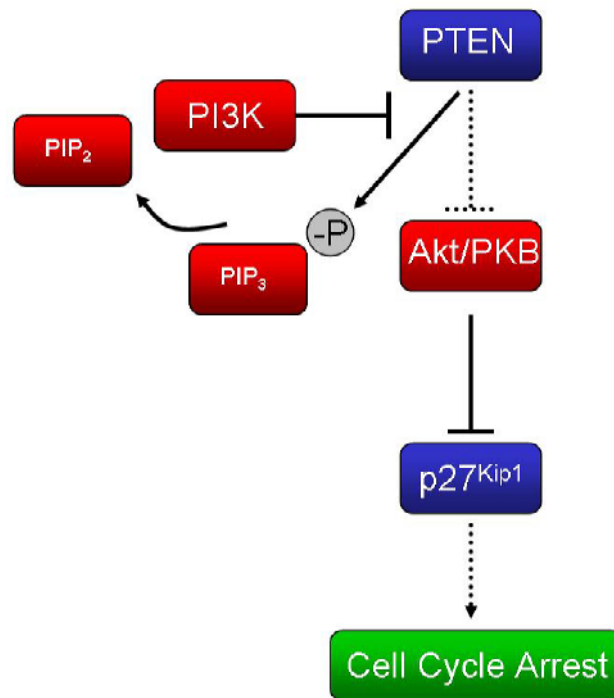 PTEN
PI3K
PIP₂
-P
Akt/PKB
PIP₃
p27ᴷⁱᵖ¹
Cell Cycle Arrest